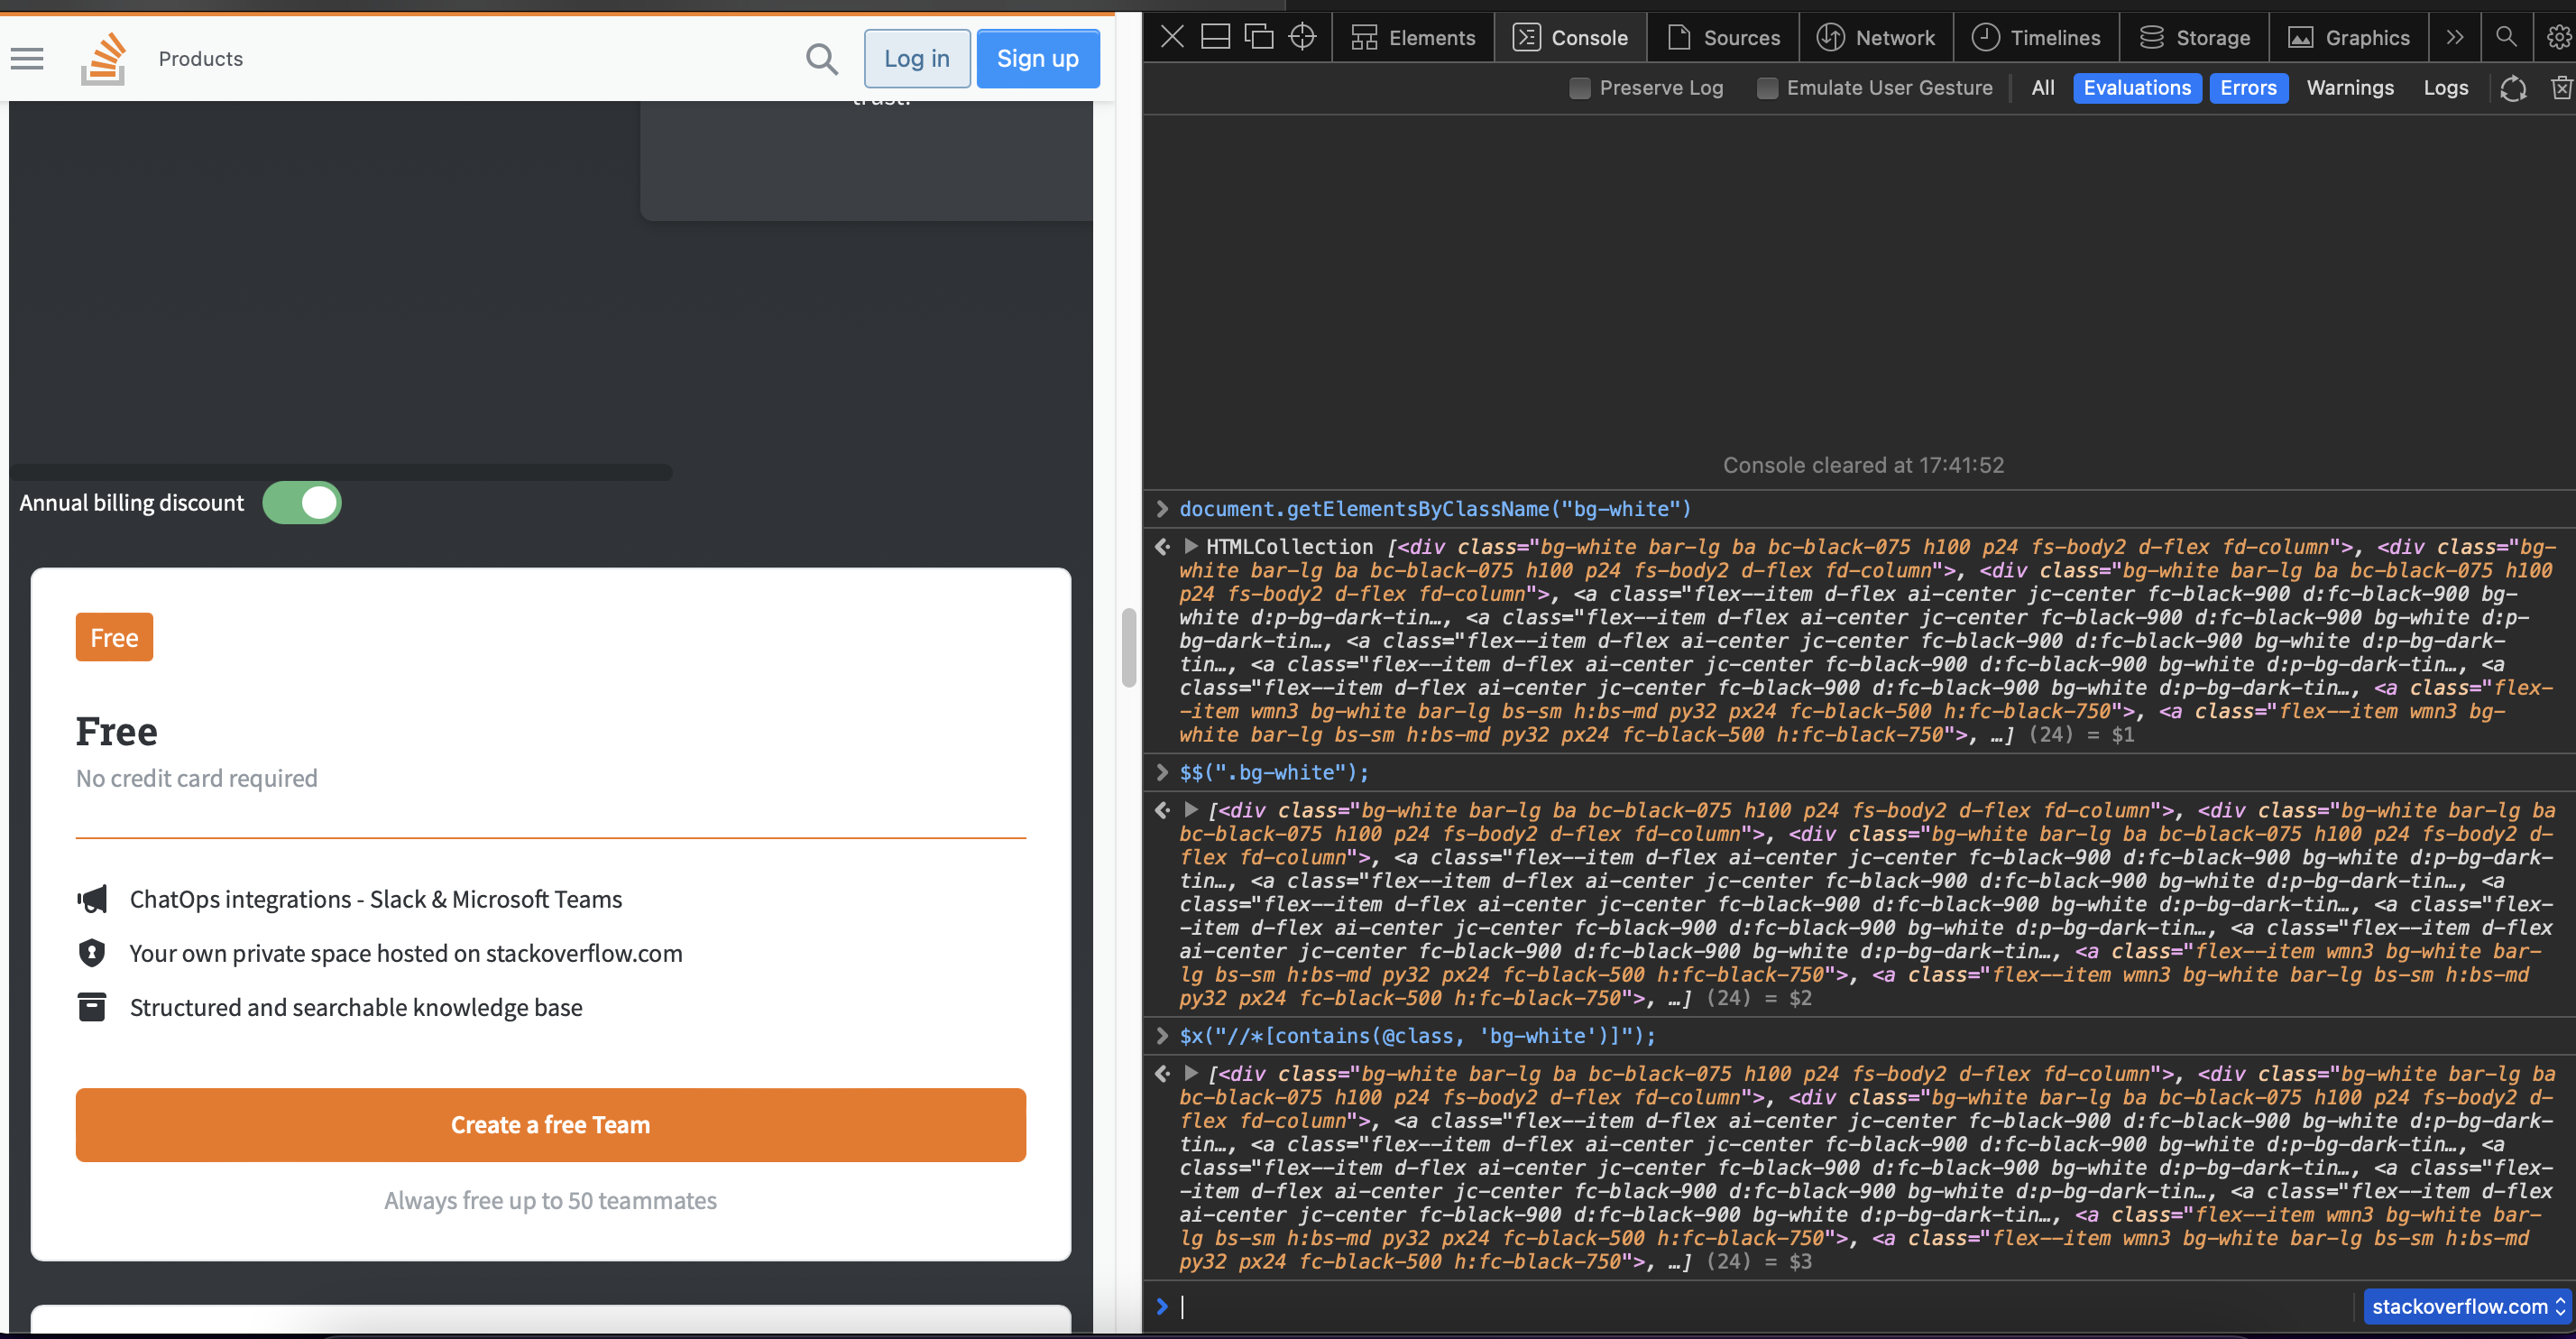 Products
Log in
Sign up
trust.
Annual billing discount
Free
Free
No credit card required
ChatOps integrations - Slack & Microsoft Teams
Your own private space hosted on stackoverflow.com
Structured and searchable knowledge base
Create a free Team
Always free up to 50 teammates
Elements
Console
Sources
Network
Timelines
Storage
Graphics
Preserve Log
Emulate User Gesture
All
Evaluations
Errors
Warnings
Logs
Console cleared at 17:41:52
document.getElementsByClassName("bg-white")
HTMLCollection [<div class="bg-white bar-lg ba bc-black-075 h100 p24 fs-body2 d-flex fd-column">, <div class="bg-
white bar-lg ba bc-black-075 h100 p24 fs-body2 d-flex fd-column">, <div class="bg-white bar-lg ba bc-black-075 h100
p24 fs-body2 d-flex fd-column">, <a class="flex--item d-flex ai-center jc-center fc-black-900 d:fc-black-900 bg-
white d:p-bg-dark-tin…, <a class="flex--item d-flex ai-center jc-center fc-black-900 d:fc-black-900 bg-white d:p-
bg-dark-tin…, <a class="flex--item d-flex ai-center jc-center fc-black-900 d:fc-black-900 bg-white d:p-bg-dark-
tin…, <a class="flex--item d-flex ai-center jc-center fc-black-900 d:fc-black-900 bg-white d:p-bg-dark-tin…, <a
class="flex--item d-flex ai-center jc-center fc-black-900 d:fc-black-900 bg-white d:p-bg-dark-tin…, <a class="flex-
-item wmn3 bg-white bar-lg bs-sm h:bs-md py32 px24 fc-black-500 h:fc-black-750">, <a class="flex--item wmn3 bg-
white bar-lg bs-sm h:bs-md py32 px24 fc-black-500 h:fc-black-750">, …] (24) = $1
$$(".bg-white");
[<div class="bg-white bar-lg ba bc-black-075 h100 p24 fs-body2 d-flex fd-column">, <div class="bg-white bar-lg ba
bc-black-075 h100 p24 fs-body2 d-flex fd-column">, <div class="bg-white bar-lg ba bc-black-075 h100 p24 fs-body2 d-
flex fd-column">, <a class="flex--item d-flex ai-center jc-center fc-black-900 d:fc-black-900 bg-white d:p-bg-dark-
tin…, <a class="flex--item d-flex ai-center jc-center fc-black-900 d:fc-black-900 bg-white d:p-bg-dark-tin…, <a
class="flex--item d-flex ai-center jc-center fc-black-900 d:fc-black-900 bg-white d:p-bg-dark-tin…, <a class="flex-
-item d-flex ai-center jc-center fc-black-900 d:fc-black-900 bg-white d:p-bg-dark-tin…, <a class="flex--item d-flex
ai-center jc-center fc-black-900 d:fc-black-900 bg-white d:p-bg-dark-tin…, <a class="flex--item wmn3 bg-white bar-
lg bs-sm h:bs-md py32 px24 fc-black-500 h:fc-black-750">, <a class="flex--item wmn3 bg-white bar-lg bs-sm h:bs-md
py32 px24 fc-black-500 h:fc-black-750">, …] (24) = $2
$x("//*[contains(@class, 'bg-white')]");
[<div class="bg-white bar-lg ba bc-black-075 h100 p24 fs-body2 d-flex fd-column">, <div class="bg-white bar-lg ba
bc-black-075 h100 p24 fs-body2 d-flex fd-column">, <div class="bg-white bar-lg ba bc-black-075 h100 p24 fs-body2 d-
flex fd-column">, <a class="flex--item d-flex ai-center jc-center fc-black-900 d:fc-black-900 bg-white d:p-bg-dark-
tin…, <a class="flex--item d-flex ai-center jc-center fc-black-900 d:fc-black-900 bg-white d:p-bg-dark-tin…, <a
class="flex--item d-flex ai-center jc-center fc-black-900 d:fc-black-900 bg-white d:p-bg-dark-tin…, <a class="flex-
-item d-flex ai-center jc-center fc-black-900 d:fc-black-900 bg-white d:p-bg-dark-tin…, <a class="flex--item d-flex
ai-center jc-center fc-black-900 d:fc-black-900 bg-white d:p-bg-dark-tin…, <a class="flex--item wmn3 bg-white bar-
lg bs-sm h:bs-md py32 px24 fc-black-500 h:fc-black-750">, <a class="flex--item wmn3 bg-white bar-lg bs-sm h:bs-md
py32 px24 fc-black-500 h:fc-black-750">, …] (24) = $3
stackoverflow.com